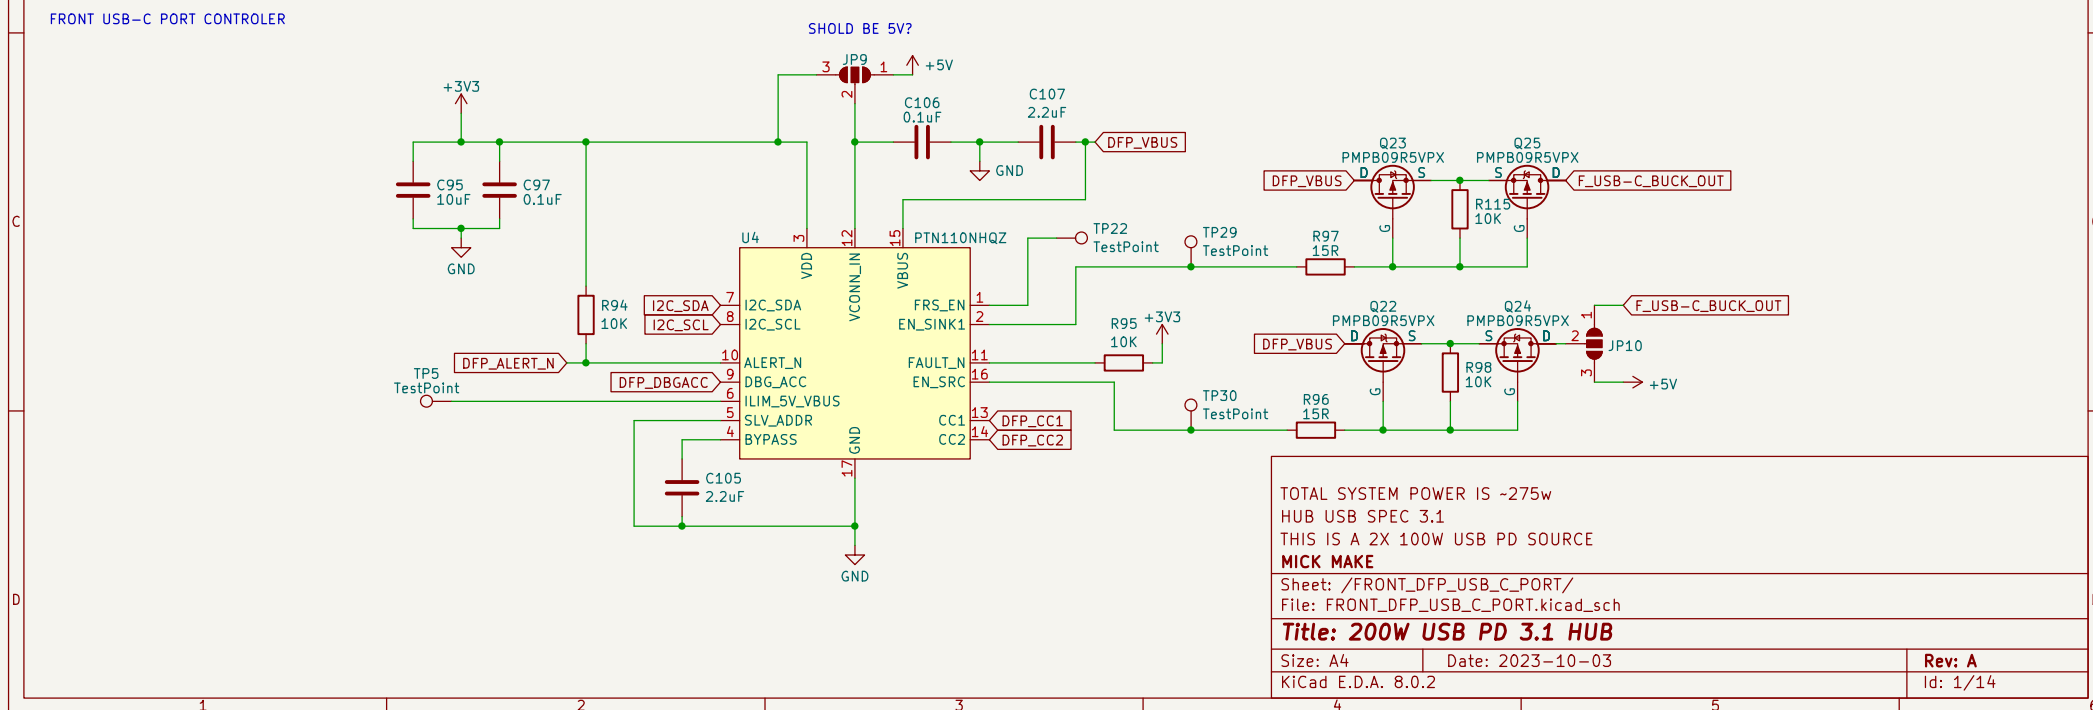 FRONT USB-C PORT CONTROLER
SHOLD BE 5V?
JP9
3
1
2
+5V
+3V3
C106
0.1uF
C107
2.2uF
DFP_VBUS
GND
C95
10uF
C97
0.1uF
GND
Q23
PMPB09R5VPX
D
S
G
Q25
PMPB09R5VPX
S
D
G
DFP_VBUS
F_USB-C_BUCK_OUT
R115
10K
C
U4
PTN110NHQZ
3
12
15
VDD
VCONN_IN
VBUS
TP22
TestPoint
TP29
TestPoint
R97
15R
R94
10K
I2C_SDA
7
I2C_SDA
I2C_SCL
8
I2C_SCL
FRS_EN
1
EN_SINK1
2
DFP_ALERT_N
10
ALERT_N
DFP_DBGACC
9
DBG_ACC
TP5
TestPoint
6
ILIM_5V_VBUS
5
SLV_ADDR
4
BYPASS
FAULT_N
11
EN_SRC
16
CC1
13
DFP_CC1
CC2
14
DFP_CC2
GND
17
R95
10K
+3V3
TP30
TestPoint
R96
15R
Q22
PMPB09R5VPX
D
S
G
Q24
PMPB09R5VPX
S
D
G
DFP_VBUS
R98
10K
F_USB-C_BUCK_OUT
1
2
JP10
3
+5V
C105
2.2uF
GND
D
TOTAL SYSTEM POWER IS ~275w
HUB USB SPEC 3.1
THIS IS A 2X 100W USB PD SOURCE
MICK MAKE
Sheet: /FRONT_DFP_USB_C_PORT/
File: FRONT_DFP_USB_C_PORT.kicad_sch
Title: 200W USB PD 3.1 HUB
Size: A4
Date: 2023-10-03
Rev: A
KiCad E.D.A. 8.0.2
Id: 1/14
1
2
3
4
5